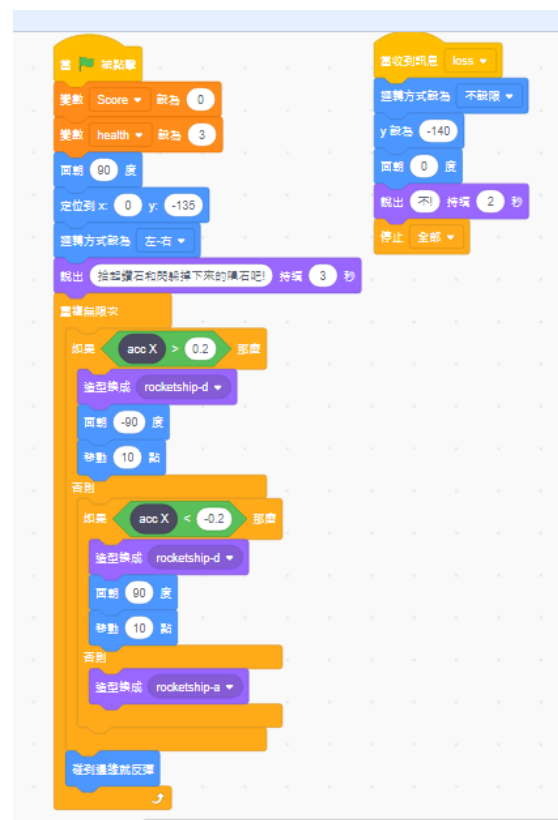 當 被點擊
變數 Score 設為 0
變數 health 設為 3
面朝 90 度
定位到 x: 0 y: -135
迴轉方式設為 左-右
說出 拾起鑽石和閃躲掉下來的隕石吧! 持續 3 秒
重複無限次
如果 acc X > 0.2 那麼
造型換成 rocketship-d
面朝 -90 度
移動 10 點
否則
如果 acc X < -0.2 那麼
造型換成 rocketship-d
面朝 90 度
移動 10 點
否則
造型換成 rocketship-a
碰到邊緣就反彈
當收到訊息 loss
迴轉方式設為 不設限
y 設為 -140
面朝 0 度
說出 不! 持續 2 秒
停止 全部